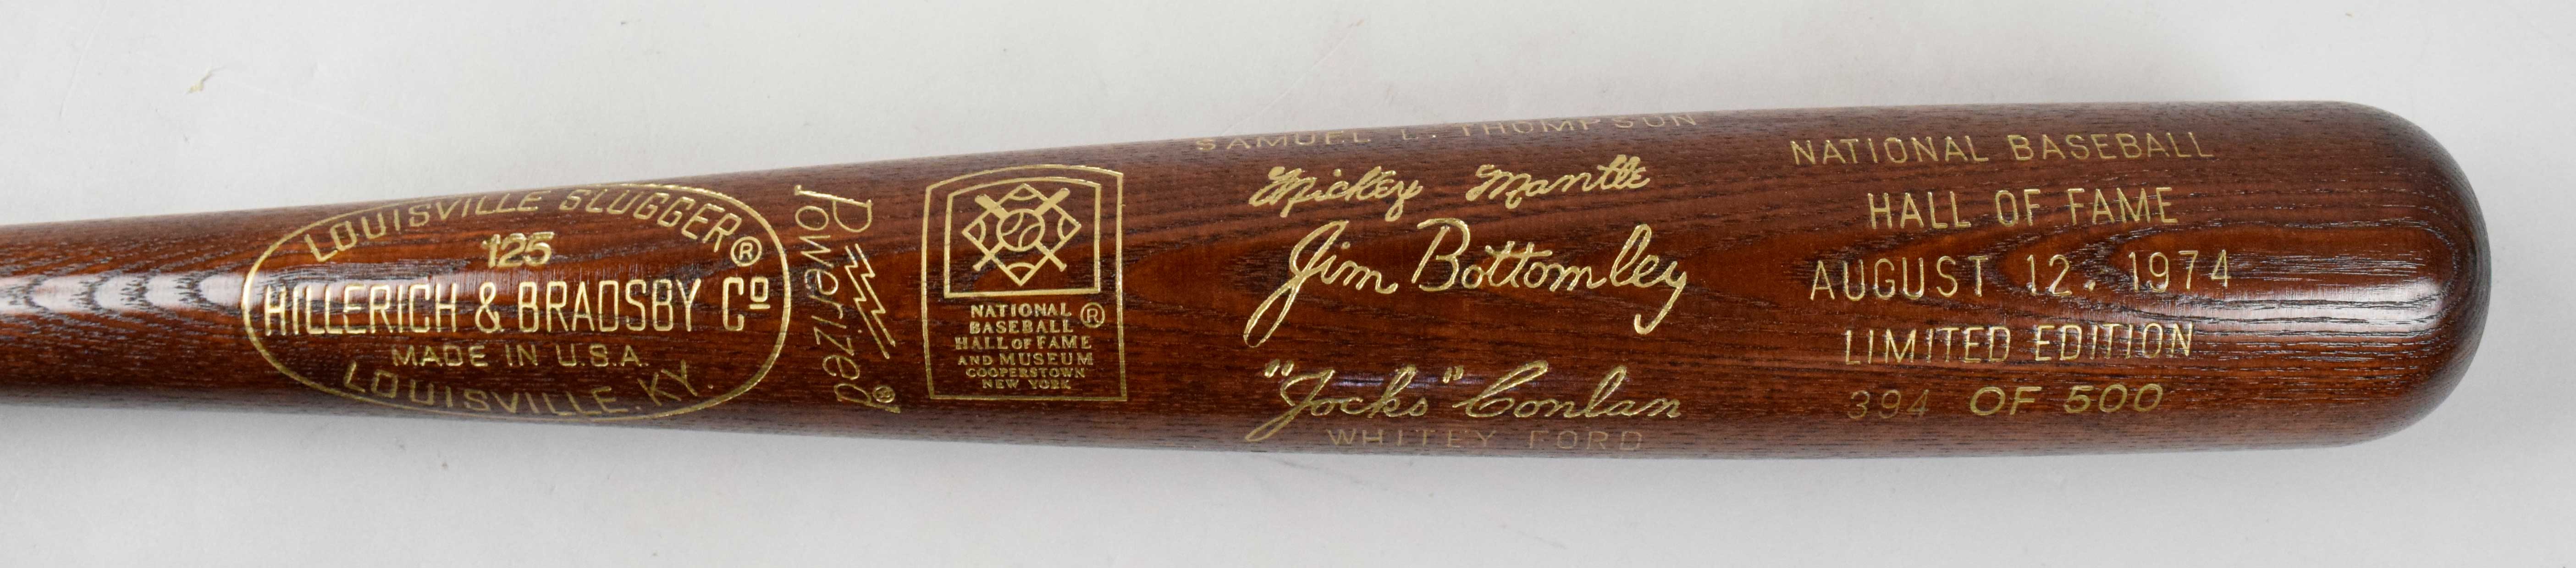 LOUISVILLE SLUGGER®
125
HILLERICH & BRADSBY Cº
MADE IN U.S.A.
LOUISVILLE, KY.
Powerized®
NATIONAL ®
BASEBALL
HALL OF FAME
AND MUSEUM
COOPERSTOWN
NEW YORK
SAMUEL L. THOMPSON
Mickey Mantle
Jim Bottomley
"Jocko" Conlan
WHITEY FORD
NATIONAL BASEBALL
HALL OF FAME
AUGUST 12, 1974
LIMITED EDITION
394 OF 500